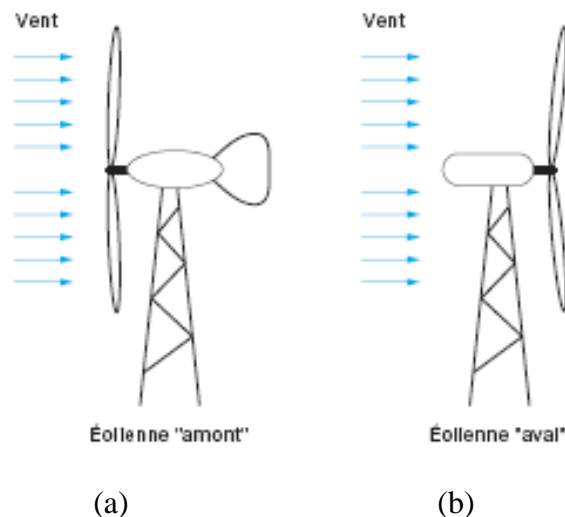 Vent
Vent
Éolienne "amont"
Éolienne "aval"
(a)
(b)